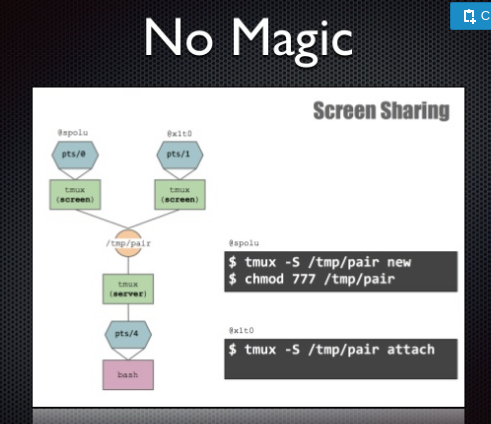 No Magic
C
Screen Sharing
@spolu
@x1t0
pts/0
pts/1
tmux
(screen)
tmux
(screen)
/tmp/pair
tmux
(server)
pts/4
bash
@spolu
$ tmux -S /tmp/pair new
$ chmod 777 /tmp/pair
@x1t0
$ tmux -S /tmp/pair attach